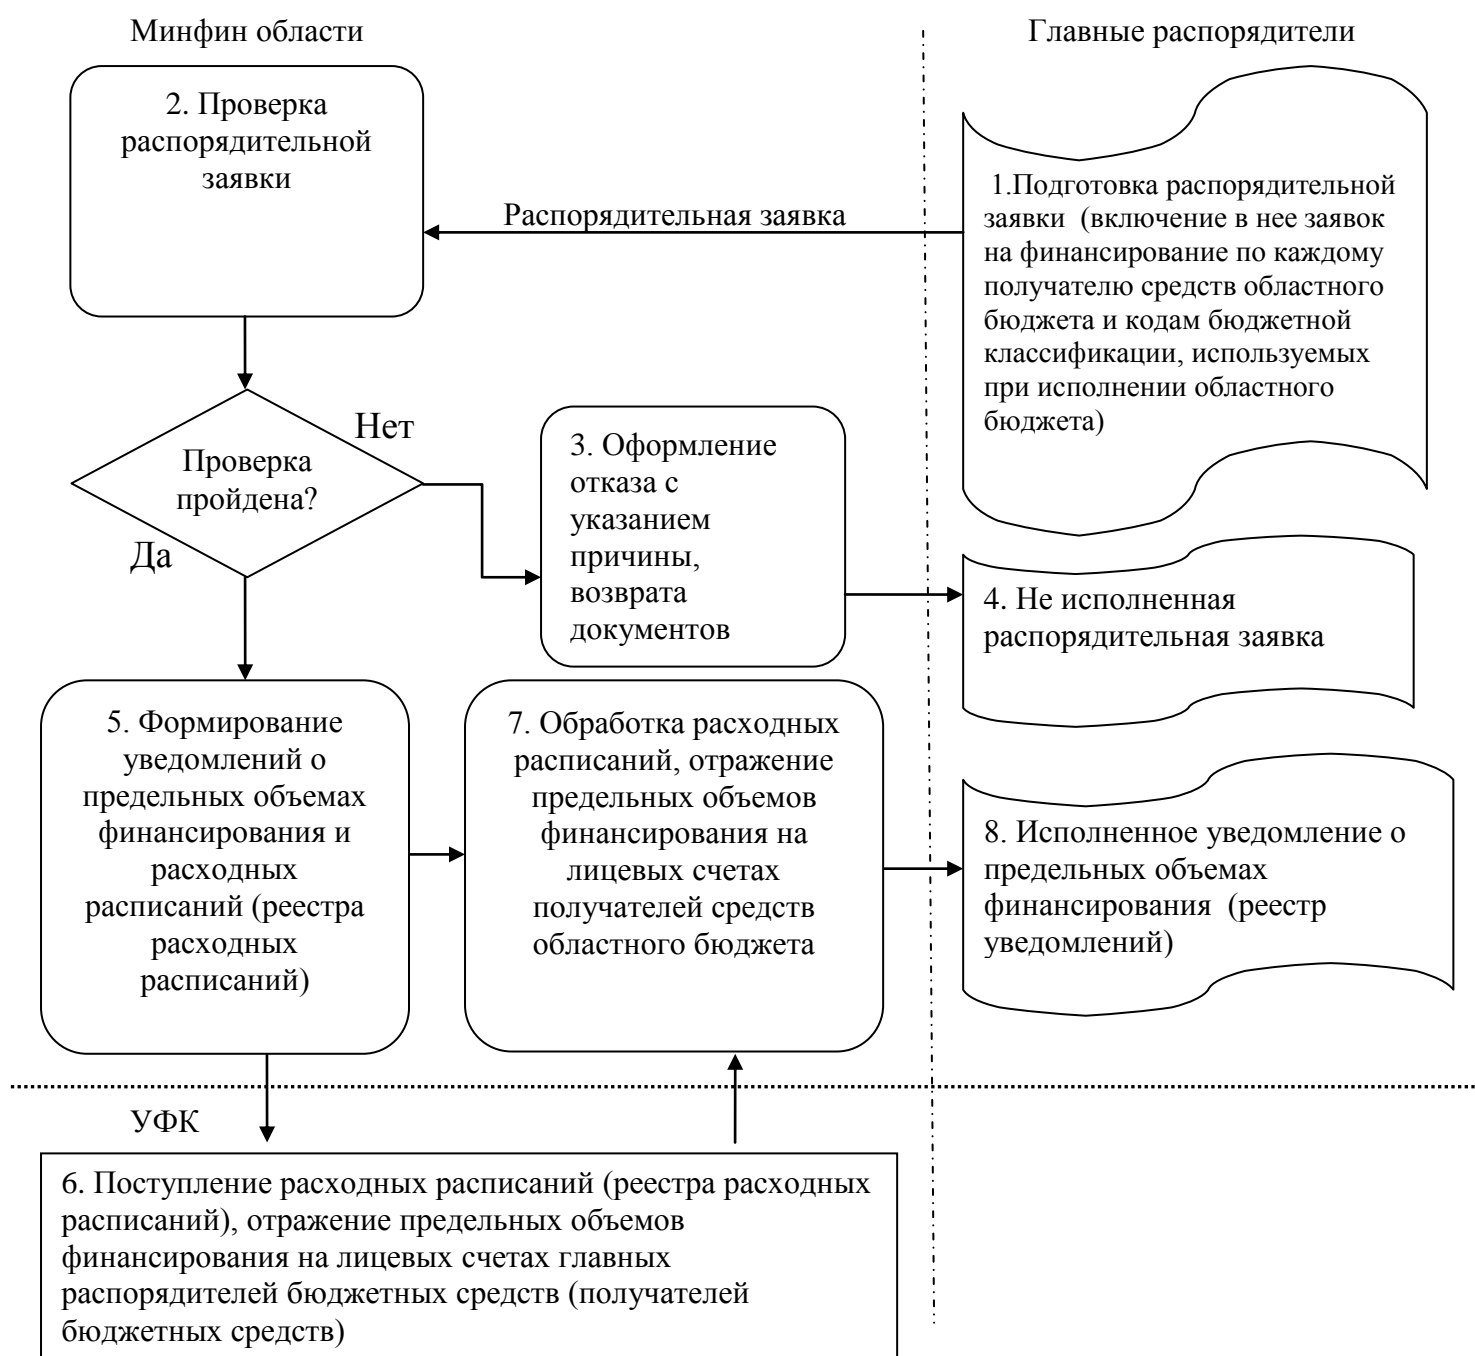 Минфин области
Главные распорядители
2. Проверка
распорядительной
заявки
Распорядительная заявка
1.Подготовка распорядительной
заявки (включение в нее заявок
на финансирование по каждому
получателю средств областного
бюджета и кодам бюджетной
классификации, используемых
при исполнении областного
бюджета)
Проверка
пройдена?
Нет
Да
3. Оформление
отказа с
указанием
причины,
возврата
документов
4. Не исполненная
распорядительная заявка
5. Формирование
уведомлений о
предельных объемах
финансирования и
расходных
расписаний (реестра
расходных
расписаний)
7. Обработка расходных
расписаний, отражение
предельных объемов
финансирования на
лицевых счетах
получателей средств
областного бюджета
8. Исполненное уведомление о
предельных объемах
финансирования (реестр
уведомлений)
УФК
6. Поступление расходных расписаний (реестра расходных
расписаний), отражение предельных объемов
финансирования на лицевых счетах главных
распорядителей бюджетных средств (получателей
бюджетных средств)